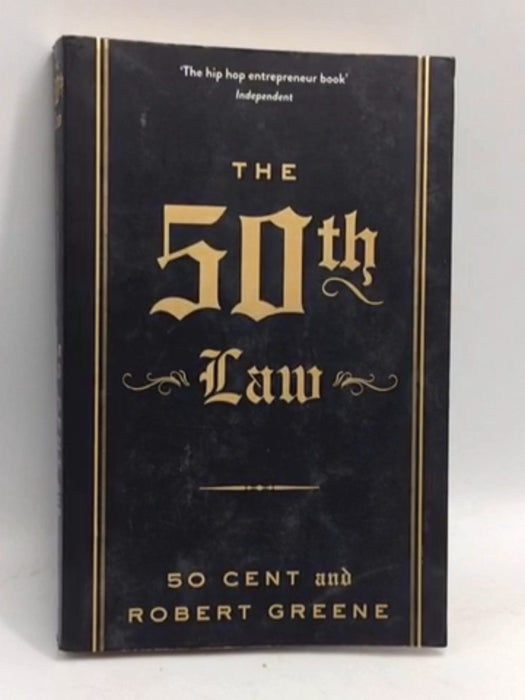 'The hip hop entrepreneur book'
Independent
THE
50th
Law
50 CENT and
ROBERT GREENE